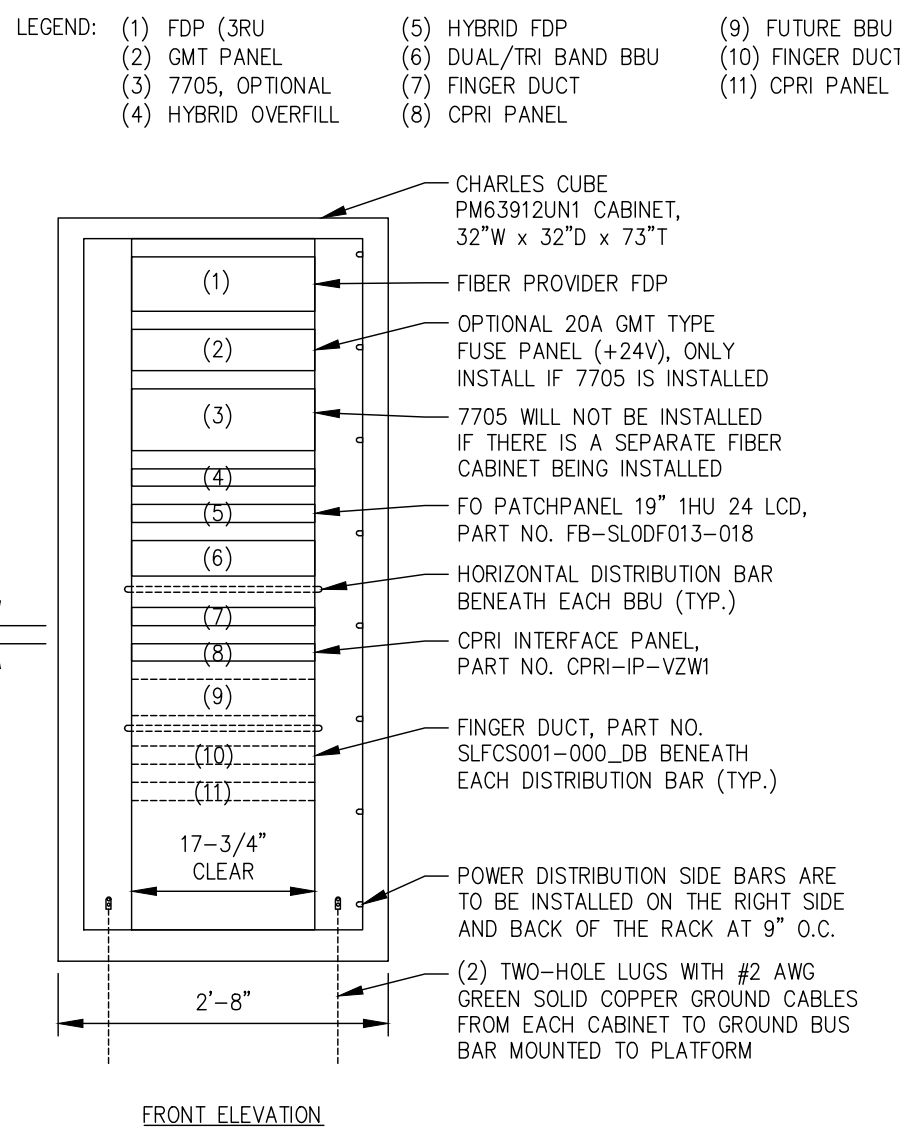 LEGEND:
(1) FDP (3RU
(2) GMT PANEL
(3) 7705, OPTIONAL
(4) HYBRID OVERFILL
(5) HYBRID FDP
(6) DUAL/TRI BAND BBU
(7) FINGER DUCT
(8) CPRI PANEL
(9) FUTURE BBU
(10) FINGER DUCT
(11) CPRI PANEL
CHARLES CUBE
PM63912UN1 CABINET,
32"W x 32"D x 73"T
FIBER PROVIDER FDP
OPTIONAL 20A GMT TYPE
FUSE PANEL (+24V), ONLY
INSTALL IF 7705 IS INSTALLED
7705 WILL NOT BE INSTALLED
IF THERE IS A SEPARATE FIBER
CABINET BEING INSTALLED
FO PATCHPANEL 19" 1HU 24 LCD,
PART NO. FB-SL0DF013-018
HORIZONTAL DISTRIBUTION BAR
BENEATH EACH BBU (TYP.)
CPRI INTERFACE PANEL,
PART NO. CPRI-IP-VZW1
FINGER DUCT, PART NO.
SLFCS001-000_DB BENEATH
EACH DISTRIBUTION BAR (TYP.)
POWER DISTRIBUTION SIDE BARS ARE
TO BE INSTALLED ON THE RIGHT SIDE
AND BACK OF THE RACK AT 9" O.C.
(2) TWO-HOLE LUGS WITH #2 AWG
GREEN SOLID COPPER GROUND CABLES
FROM EACH CABINET TO GROUND BUS
BAR MOUNTED TO PLATFORM
(1)
(2)
(3)
(4)
(5)
(6)
(7)
(8)
(9)
(10)
(11)
17-3/4"
CLEAR
2'-8"
FRONT ELEVATION